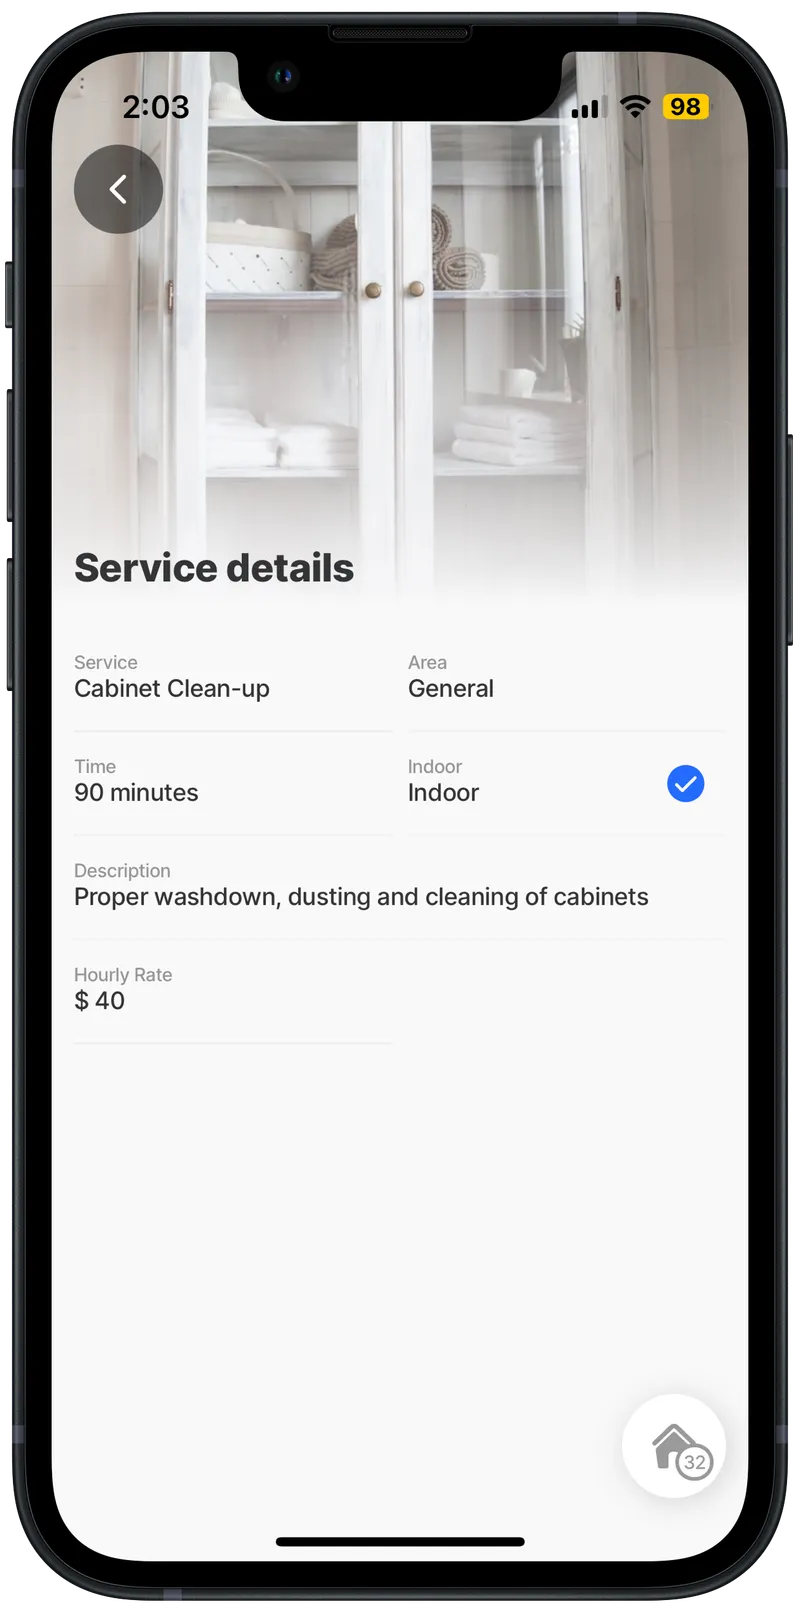 2:03
98
Service details
Service
Cabinet Clean-up
Area
General
Time
90 minutes
Indoor
Indoor
Description
Proper washdown, dusting and cleaning of cabinets
Hourly Rate
$ 40
32